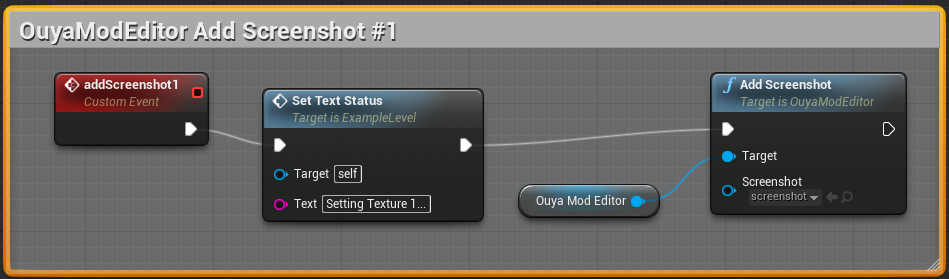 OuyaModEditor Add Screenshot #1
addScreenshot1
Custom Event
Set Text Status
Target is ExampleLevel
Target self
Text Setting Texture 1...
Ouya Mod Editor
f Add Screenshot
Target is OuyaModEditor
Target
Screenshot
screenshot